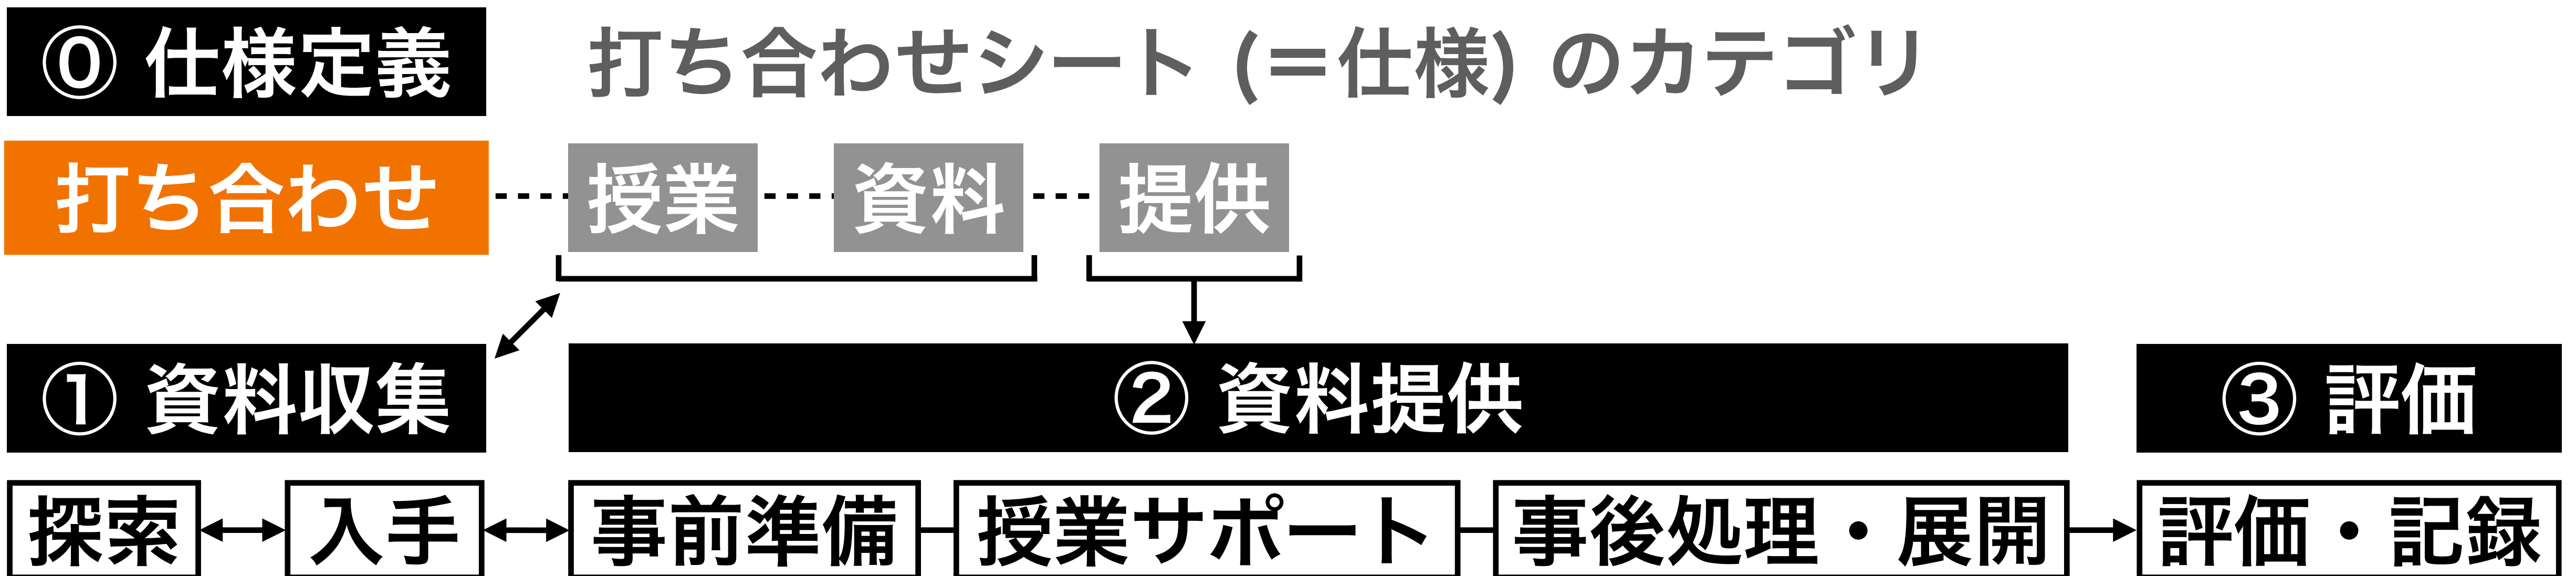 ⓪ 仕様定義 打ち合わせシート (=仕様) のカテゴリ
打ち合わせ 授業 資料 提供
① 資料収集 ② 資料提供 ③ 評価
探索 入手 事前準備 授業サポート 事後処理・展開 評価・記録